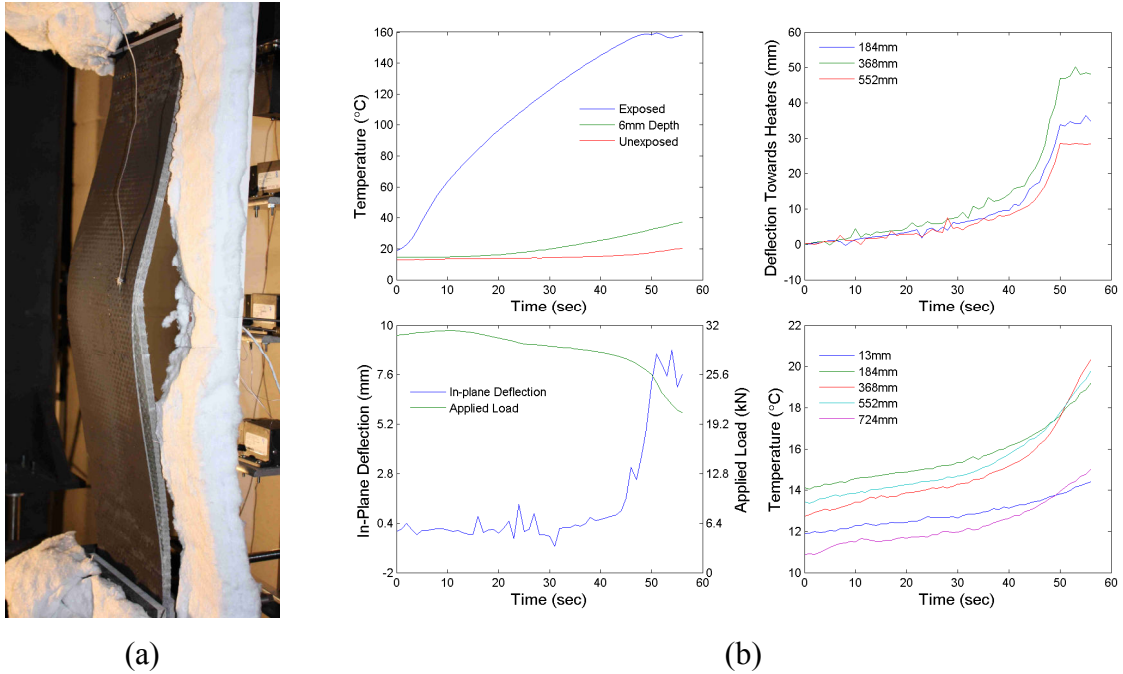 160
140
120
100
80
60
40
20
0
0 10 20 30 40 50 60
Temperature (°C)
Time (sec)
Exposed
6mm Depth
Unexposed
60
50
40
30
20
10
0
-10
0 10 20 30 40 50 60
Deflection Towards Heaters (mm)
Time (sec)
184mm
368mm
552mm
10
7.6
5.2
2.8
0.4
-2
0 10 20 30 40 50 60
In-Plane Deflection (mm)
Time (sec)
In-plane Deflection
Applied Load
32
25.6
19.2
12.8
6.4
0
Applied Load (kN)
22
20
18
16
14
12
10
0 10 20 30 40 50 60
Temperature (°C)
Time (sec)
13mm
184mm
368mm
552mm
724mm
(a)
(b)